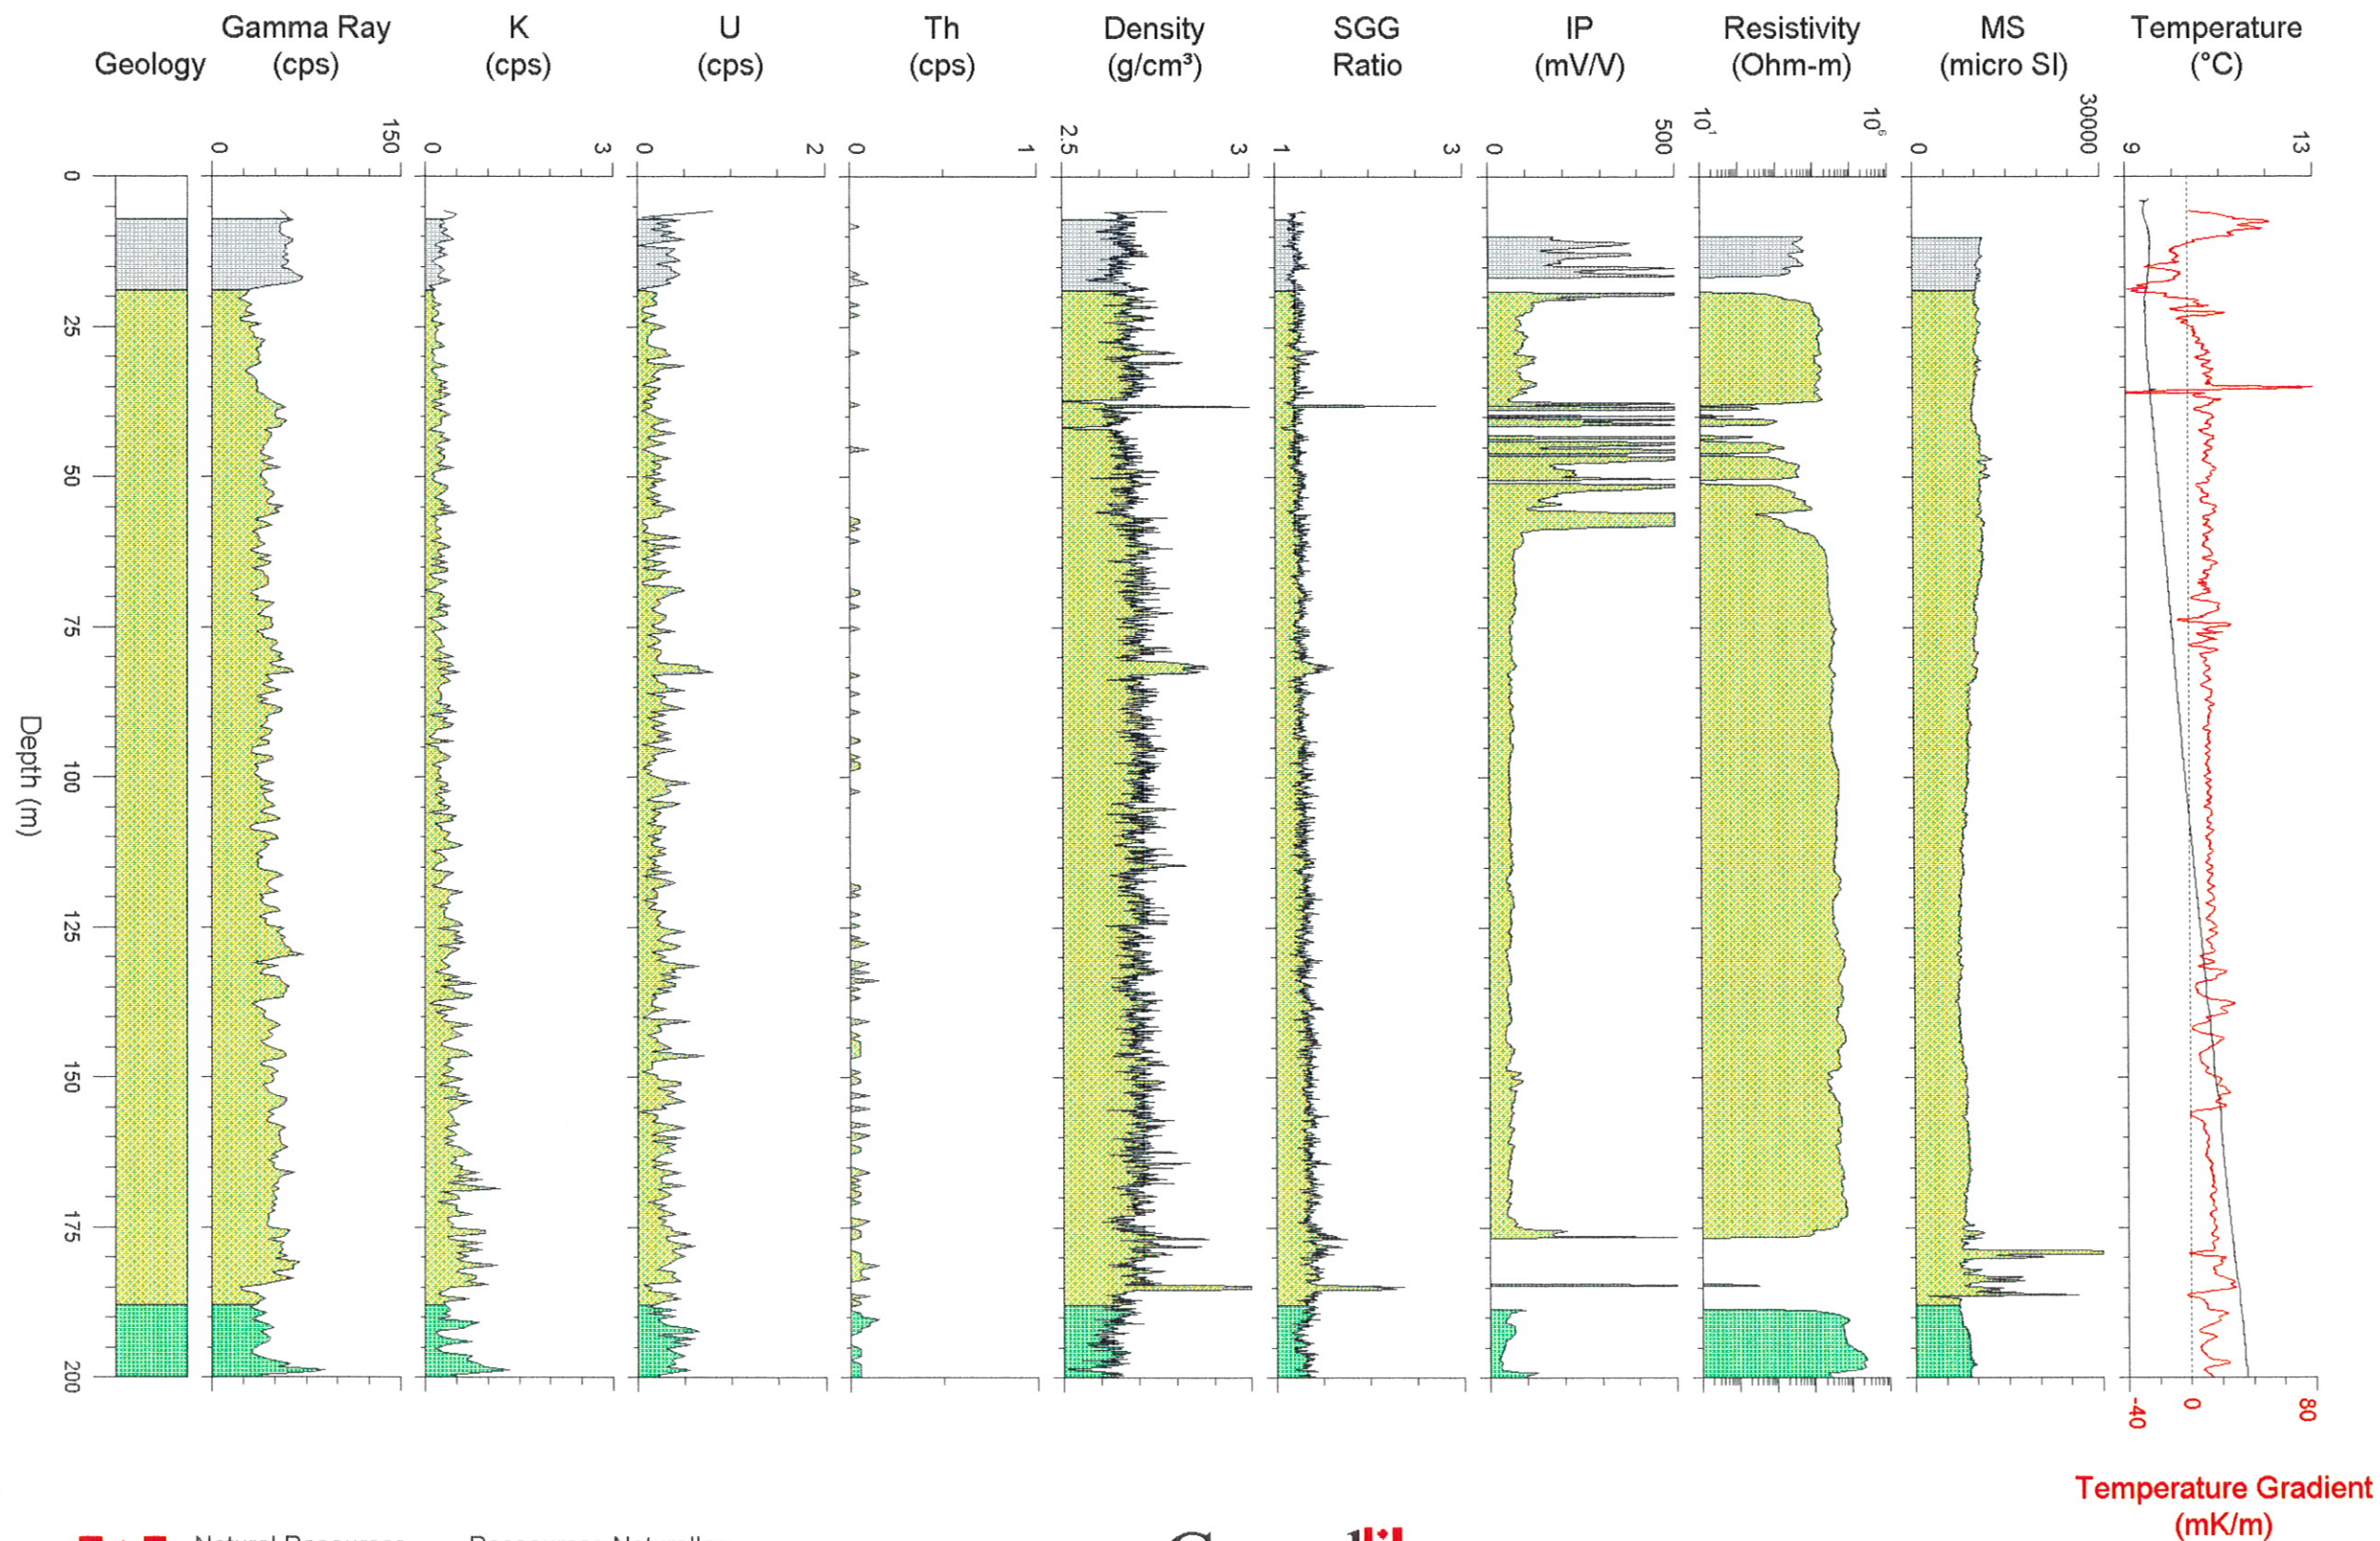 Geology
Gamma Ray
(cps)
K
(cps)
U
(cps)
Th
(cps)
Density
(g/cm³)
SGG
Ratio
IP
(mV/V)
Resistivity
(Ohm-m)
MS
(micro SI)
Temperature
(°C)
0 150
0 3
0 2
0 1
2.5 3
1 3
0 500
10¹ 10⁶
0 30000
9 13
0
25
50
75
100
125
150
175
200
Depth (m)
-40 0 80
Temperature Gradient
(mK/m)
Natural Resources